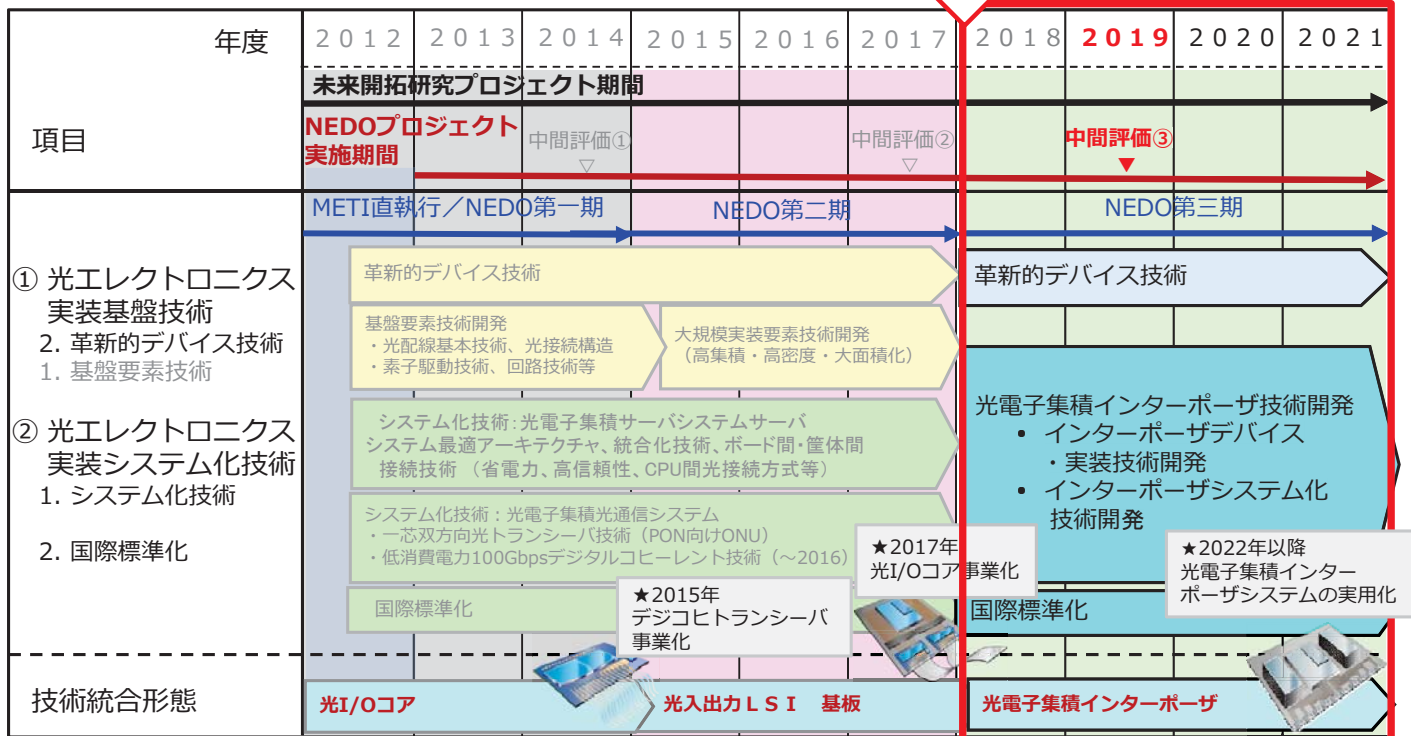 年度
2012 2013 2014 2015 2016 2017 2018 2019 2020 2021
項目
未来開拓研究プロジェクト期間
NEDOプロジェクト
実施期間
中間評価①
▽
中間評価②
▽
中間評価③
▼
METI直執行／NEDO第一期
NEDO第二期
NEDO第三期
① 光エレクトロニクス
実装基盤技術
2. 革新的デバイス技術
1. 基盤要素技術
② 光エレクトロニクス
実装システム化技術
1. システム化技術
2. 国際標準化
革新的デバイス技術
革新的デバイス技術
基盤要素技術開発
・光配線基本技術、光接続構造
・素子駆動技術、回路技術等
大規模実装要素技術開発
（高集積・高密度・大面積化）
システム化技術：光電子集積サーバシステムサーバ
システム最適アーキテクチャ、統合化技術、ボード間・筐体間
接続技術 （省電力、高信頼性、CPU間光接続方式等）
システム化技術：光電子集積光通信システム
・一芯双方向光トランシーバ技術（PON向けONU）
・低消費電力100Gbpsデジタルコヒーレント技術（～2016）
国際標準化
光電子集積インターポーザ技術開発
• インターポーザデバイス
・実装技術開発
• インターポーザシステム化
技術開発
国際標準化
★2015年
デジコヒトランシーバ
事業化
★2017年
光I/Oコア事業化
★2022年以降
光電子集積インター
ポーザシステムの実用化
技術統合形態
光I/Oコア
光入出力ＬＳＩ 基板
光電子集積インターポーザ